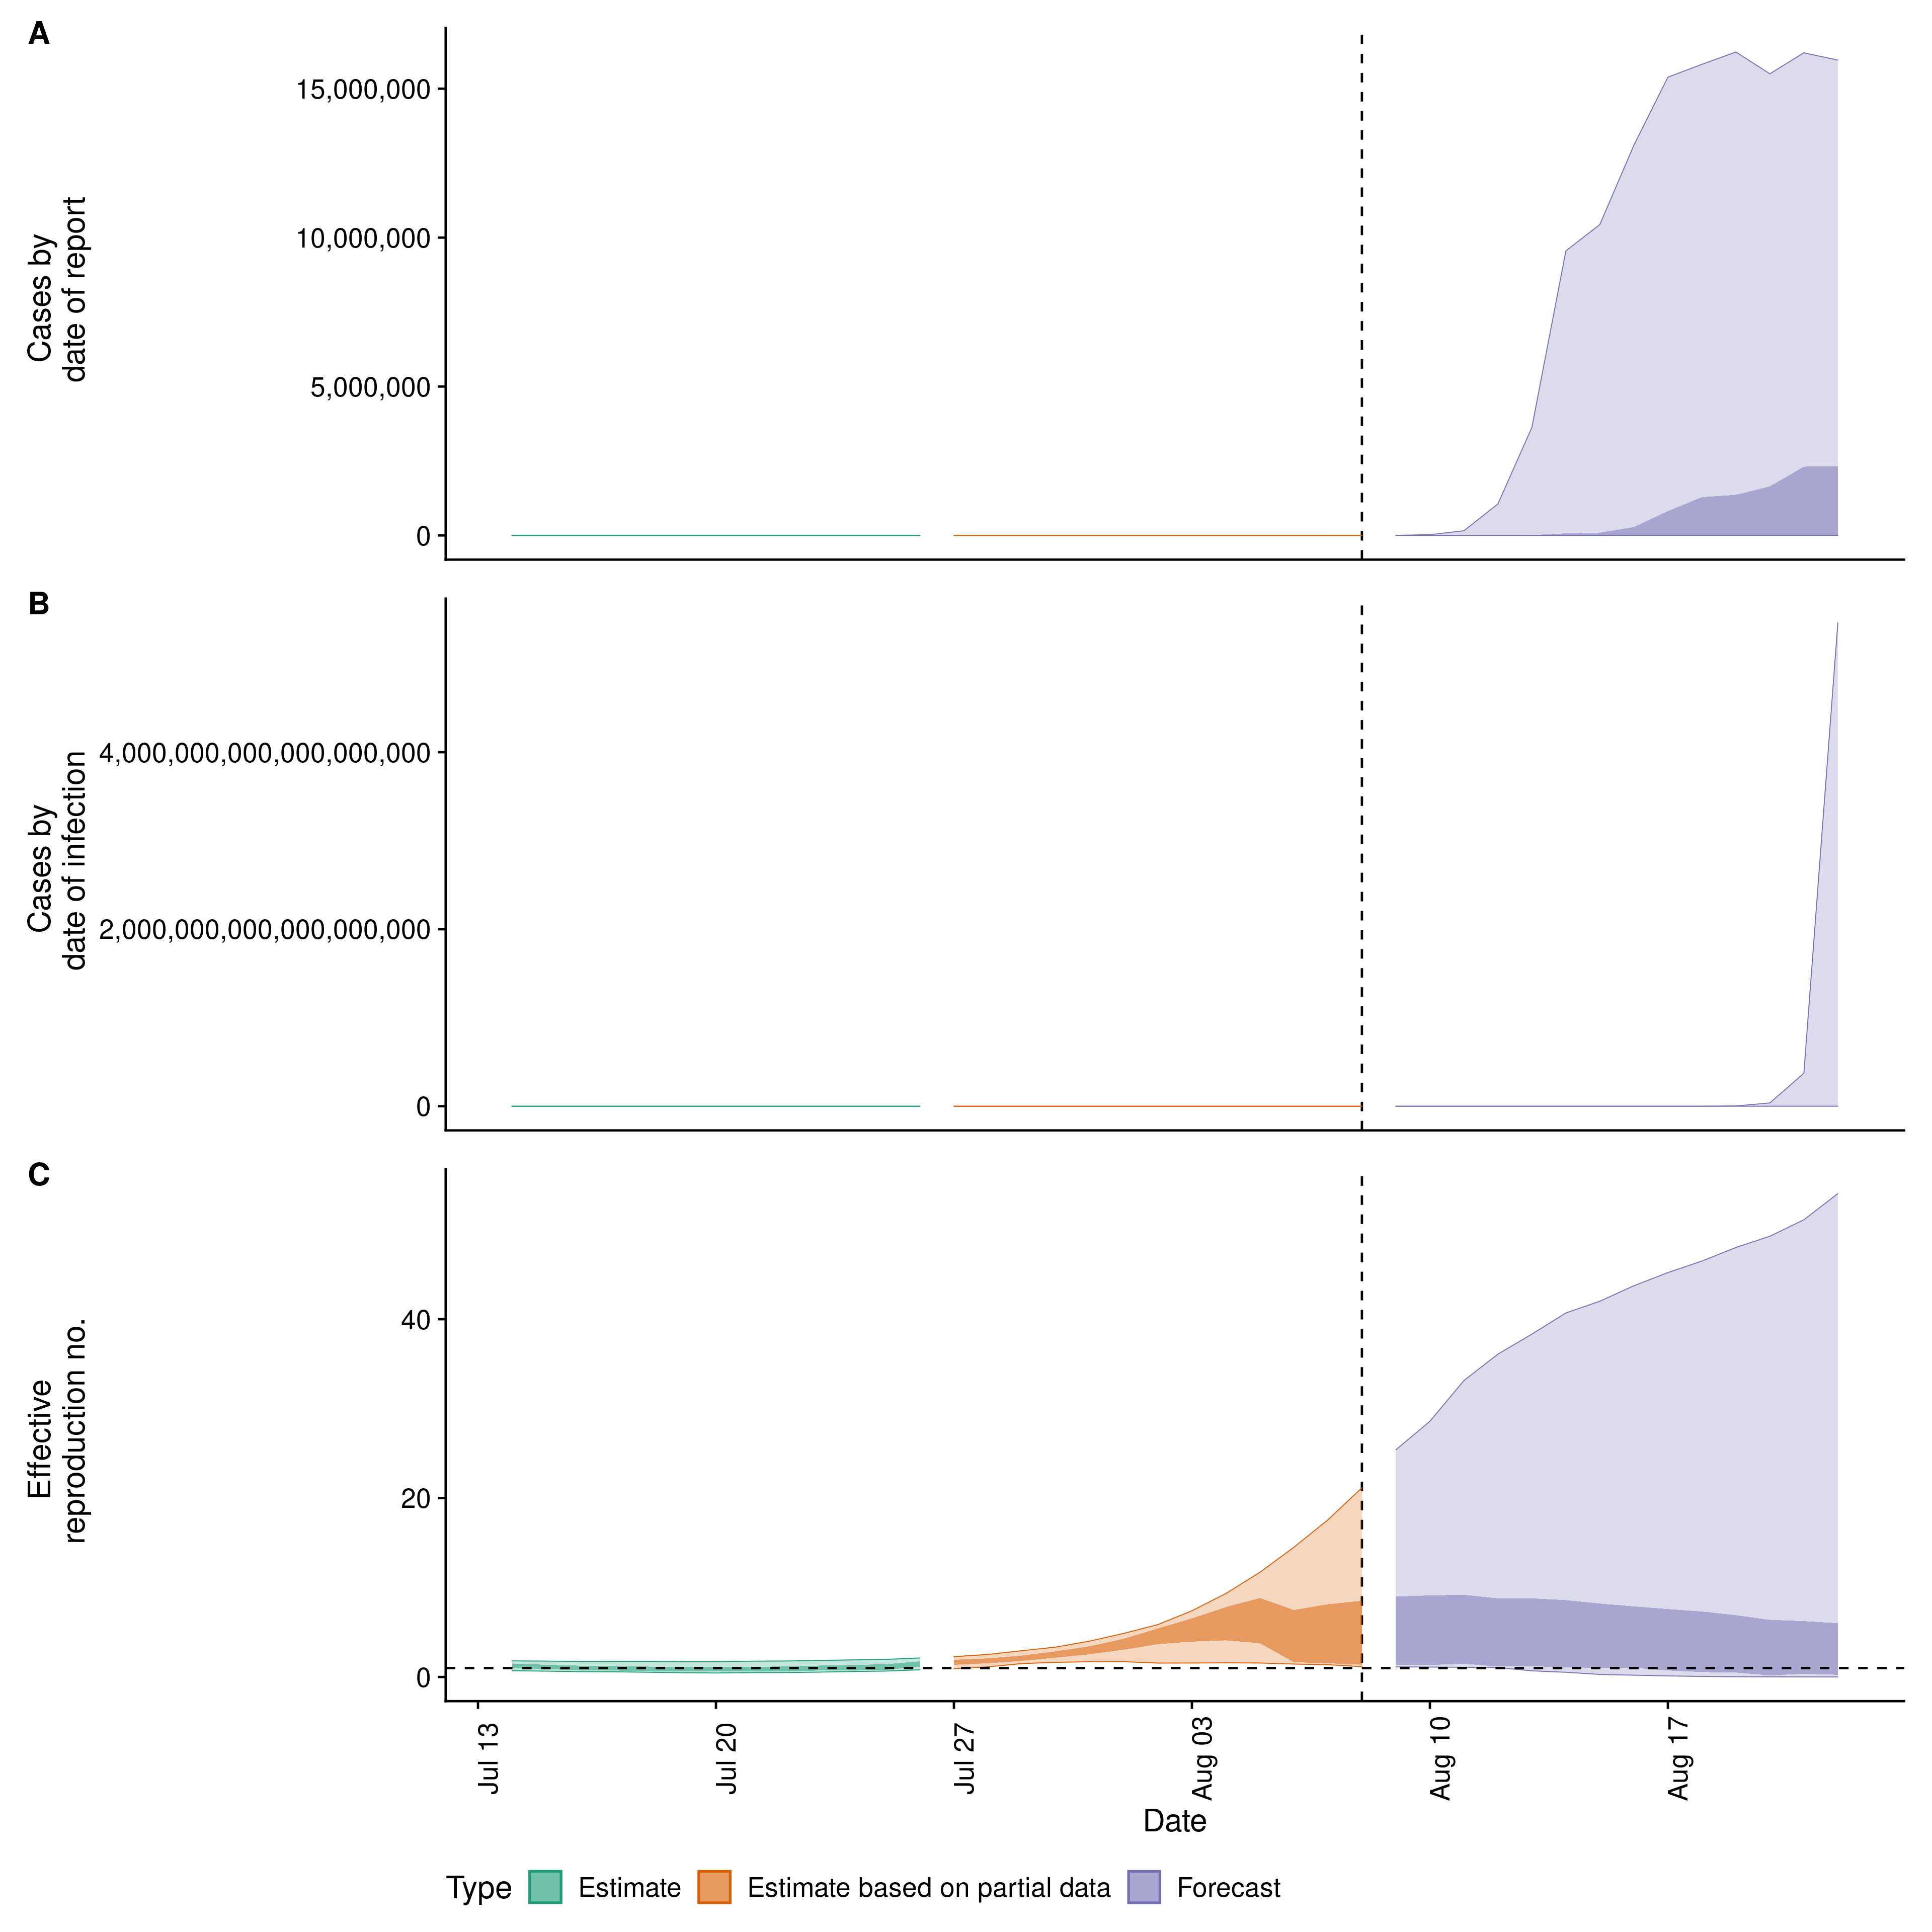 A
Cases by
date of report
15,000,000
10,000,000
5,000,000
0
B
Cases by
date of infection
4,000,000,000,000,000,000
2,000,000,000,000,000,000
0
C
Effective
reproduction no.
40
20
0
Jul 13
Jul 20
Jul 27
Aug 03
Aug 10
Aug 17
Date
Type
Estimate
Estimate based on partial data
Forecast